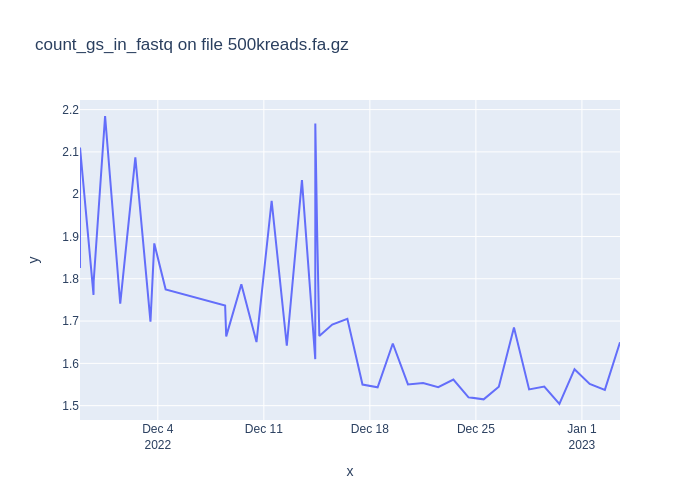 count_gs_in_fastq on file 500kreads.fa.gz
2.2
2.1
2
1.9
1.8
1.7
1.6
1.5
y
Dec 4
2022
Dec 11
Dec 18
Dec 25
Jan 1
2023
x